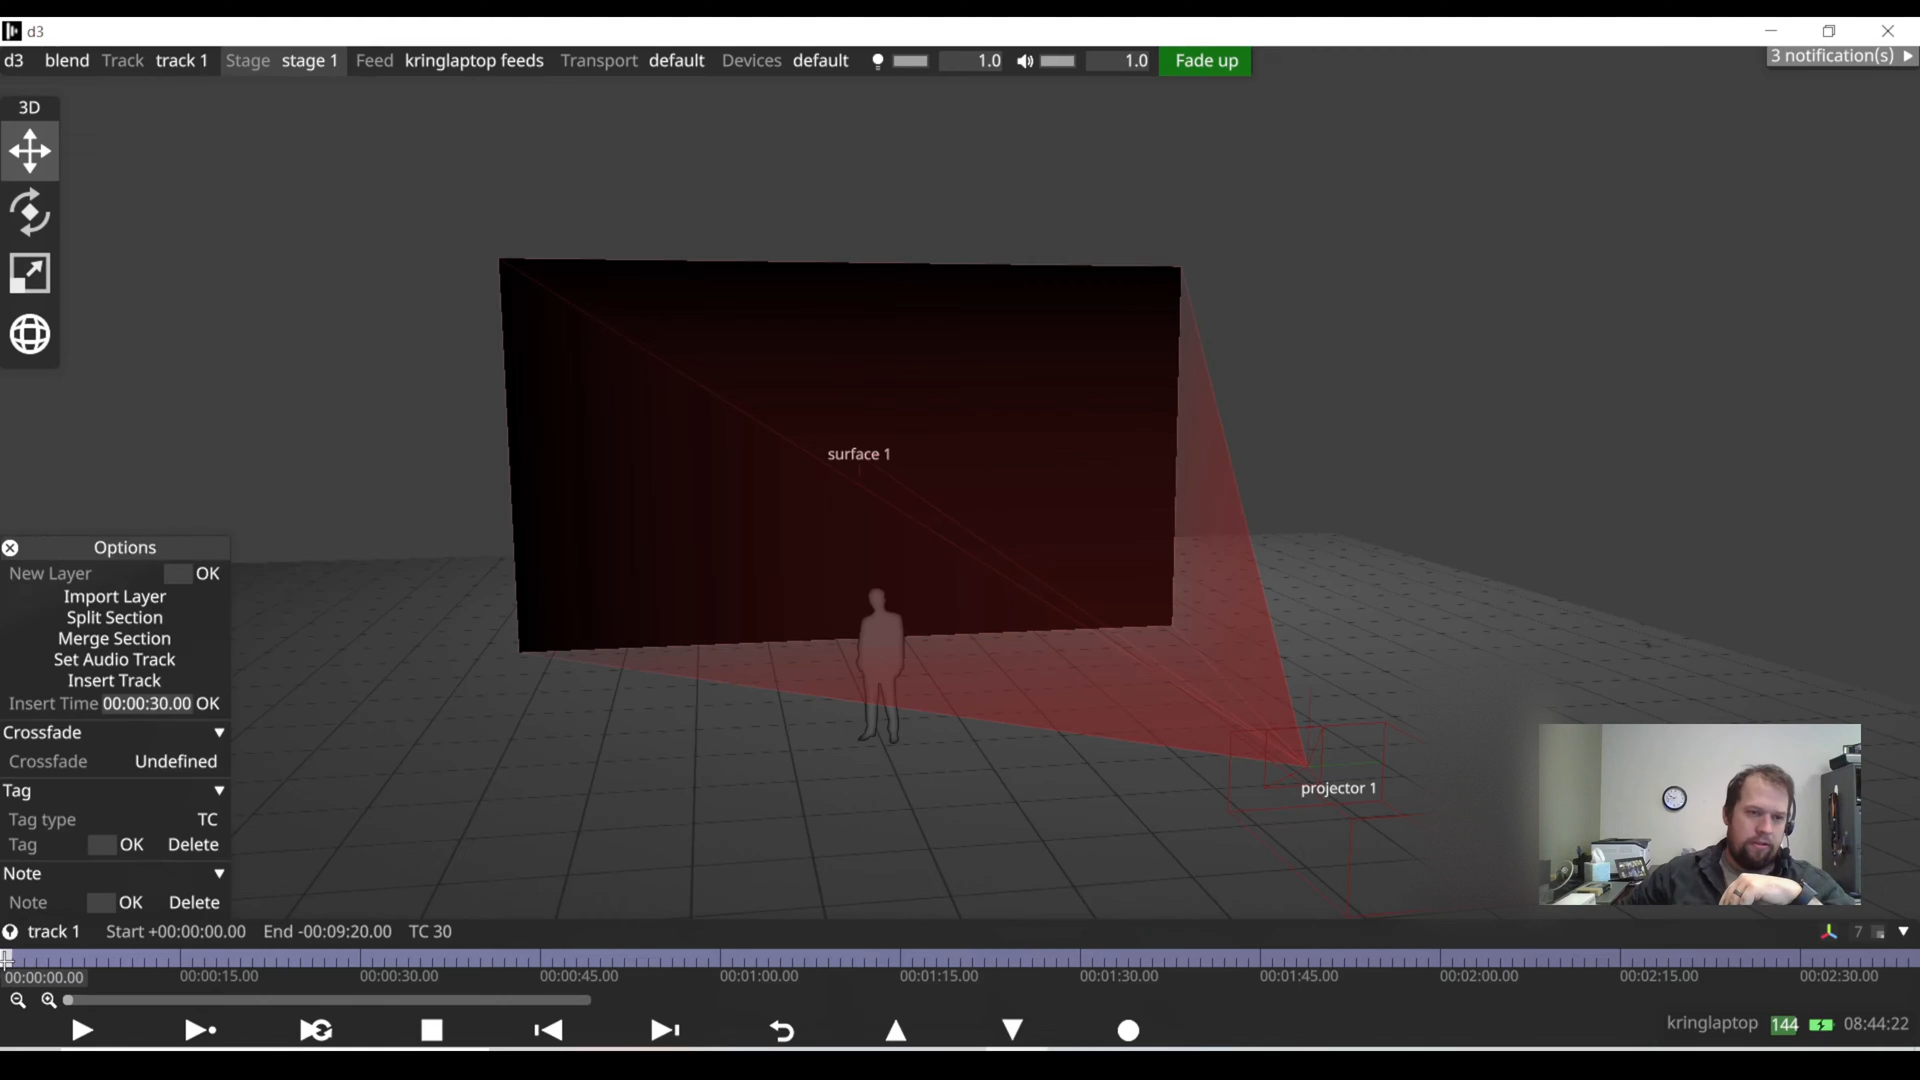 d3
d3 blend Track track 1 Stage stage 1 Feed kringlaptop feeds Transport default Devices default 1.0 1.0 Fade up 3 notification(s)
3D
surface 1
projector 1
Options
New Layer OK
Import Layer
Split Section
Merge Section
Set Audio Track
Insert Track
Insert Time 00:00:30.00 OK
Crossfade
Crossfade Undefined
Tag
Tag type TC
Tag OK Delete
Note
Note OK Delete
track 1 Start +00:00:00.00 End -00:09:20.00 TC 30 7
00:00:00.00 00:00:15.00 00:00:30.00 00:00:45.00 00:01:00.00 00:01:15.00 00:01:30.00 00:01:45.00 00:02:00.00 00:02:15.00 00:02:30.00
kringlaptop 144 08:44:22